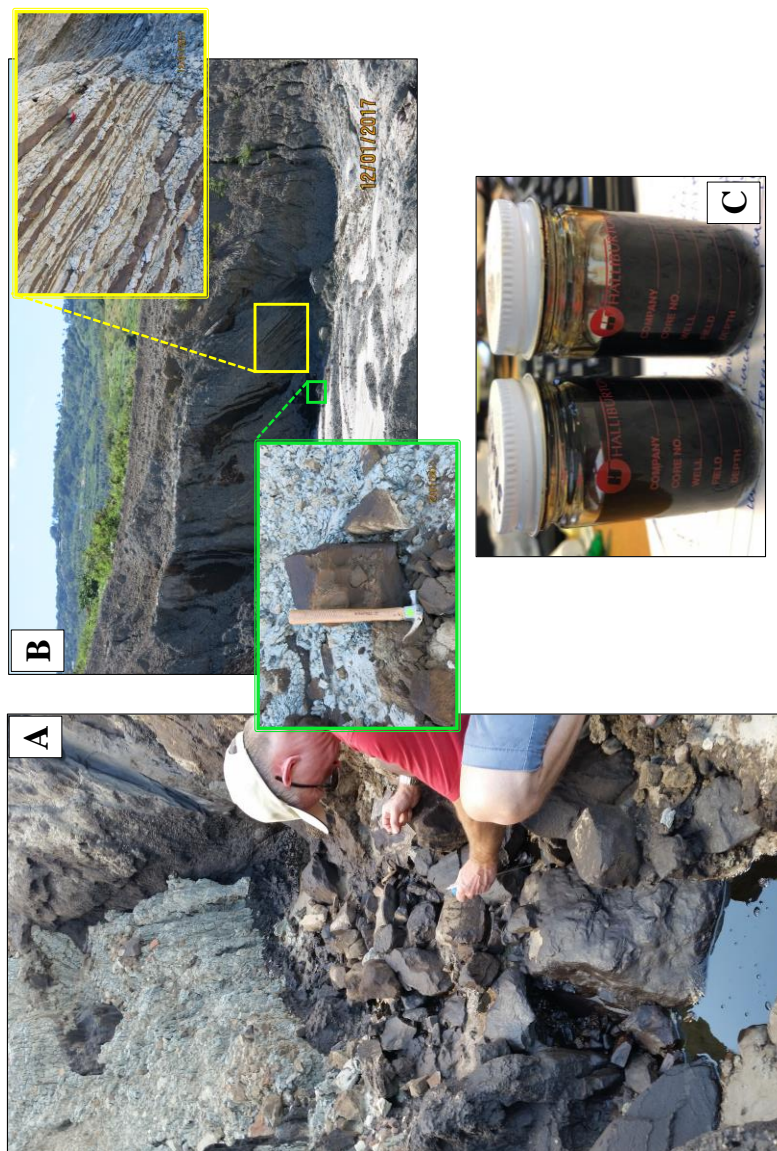 A
B
12/01/2017
C
HALLIBURTON
COMPANY
CORE NO.
WELL
FIELD
DEPTH
HALLIBURTON
COMPANY
CORE NO.
WELL
FIELD
DEPTH